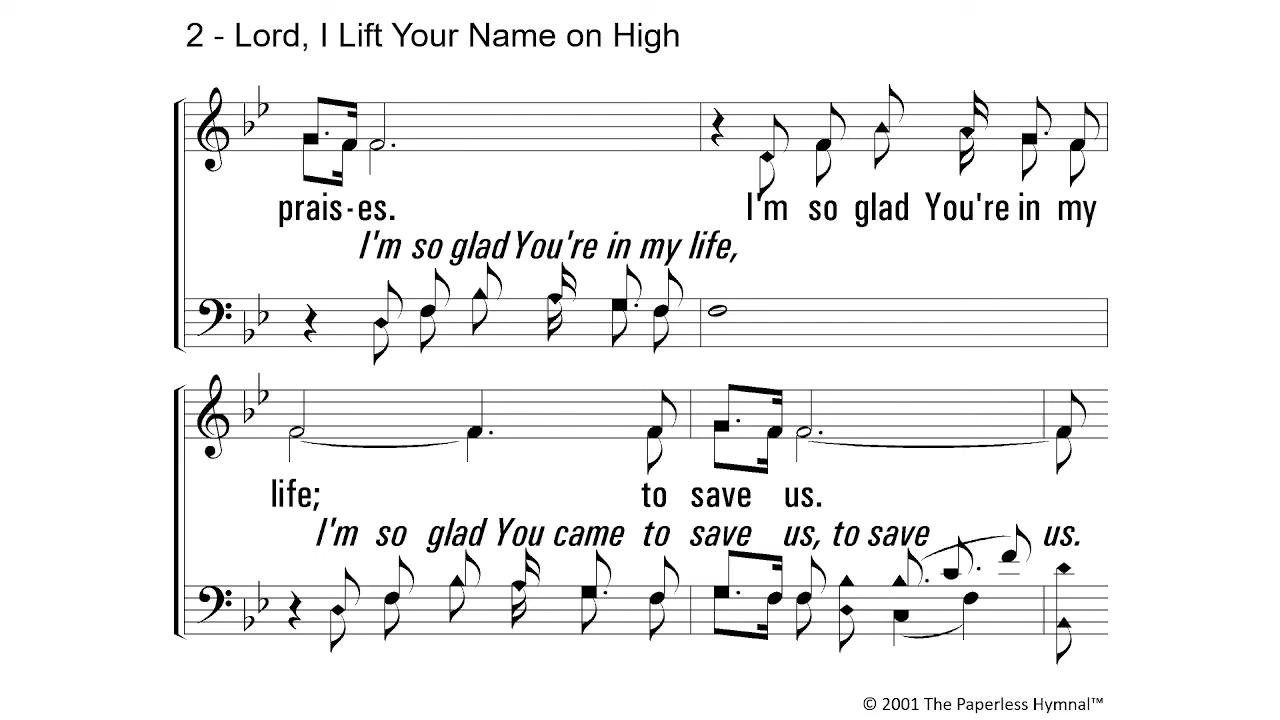 2 - Lord, I Lift Your Name on High
prais-es. I'm so glad You're in my
I'm so glad You're in my life,
life; to save us.
I'm so glad You came to save us, to save us.
© 2001 The Paperless Hymnal™